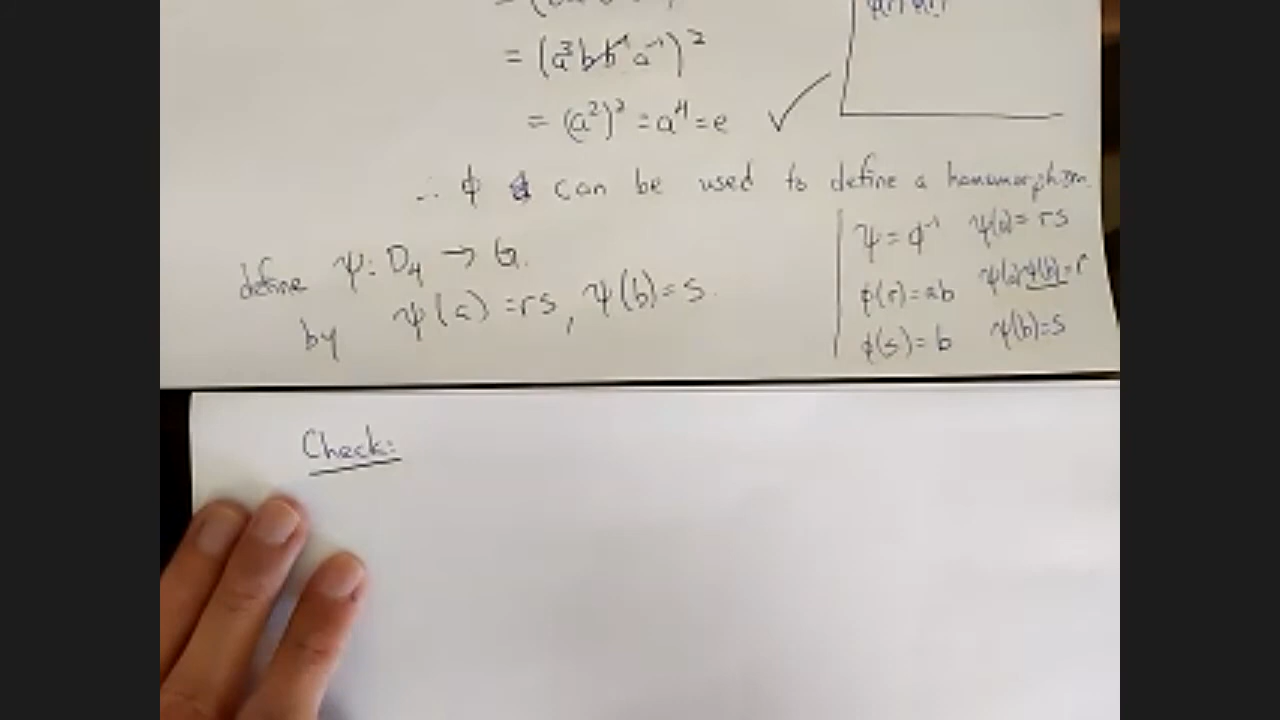 = (a³bb⁻¹a⁻¹)²
= (a²)² = a⁴ = e ✓
∴ ϕ can be used to define a homomorphism.
define ψ: D₄ → G.
by ψ(a) = rs, ψ(b) = s.
ψ = ϕ⁻¹ ψ(a) = rs
ϕ(r) = ab ψ(a)ψ(b) = r
ϕ(s) = b ψ(b) = s
Check: